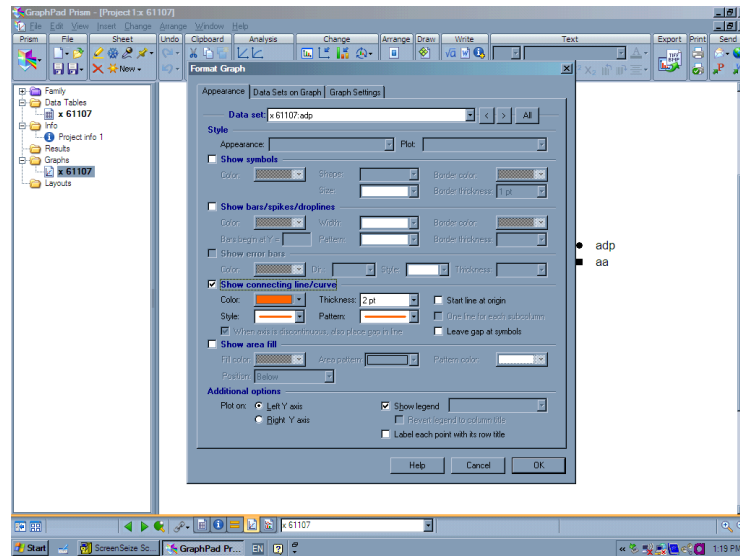 GraphPad Prism - [Project1:x 61107]
File Edit View Insert Change Arrange Window Help
Prism File Sheet Undo Clipboard Analysis Change Arrange Draw Write Text Export Print Send
New
Format Graph
Appearance Data Sets on Graph Graph Settings
Data set: x 61107:adp < > All
Style
Appearance: Plot:
Show symbols
Color: Shape: Border color:
Size: Border thickness: 1 pt
Show bars/spikes/droplines
Color: Width: Border color:
Bars begin at Y = Pattern: Border thickness:
Show error bars
Color: Dir.: Style: Thickness:
Show connecting line/curve
Color: Thickness: 2 pt Start line at origin
Style: Pattern: One line for each subcolumn
When axis is discontinuous, also place gap in line Leave gap at symbols
Show area fill
Fill color: Area pattern: Pattern color:
Position: Below
Additional options
Plot on: Left Y axis Show legend
Right Y axis Revert legend to column title
Label each point with its row title
Help Cancel OK
Family
Data Tables
x 61107
Info
Project info 1
Results
Graphs
x 61107
Layouts
adp
aa
x 61107
Start ScreenSeize Sc... GraphPad Pr... EN 1:19 PM